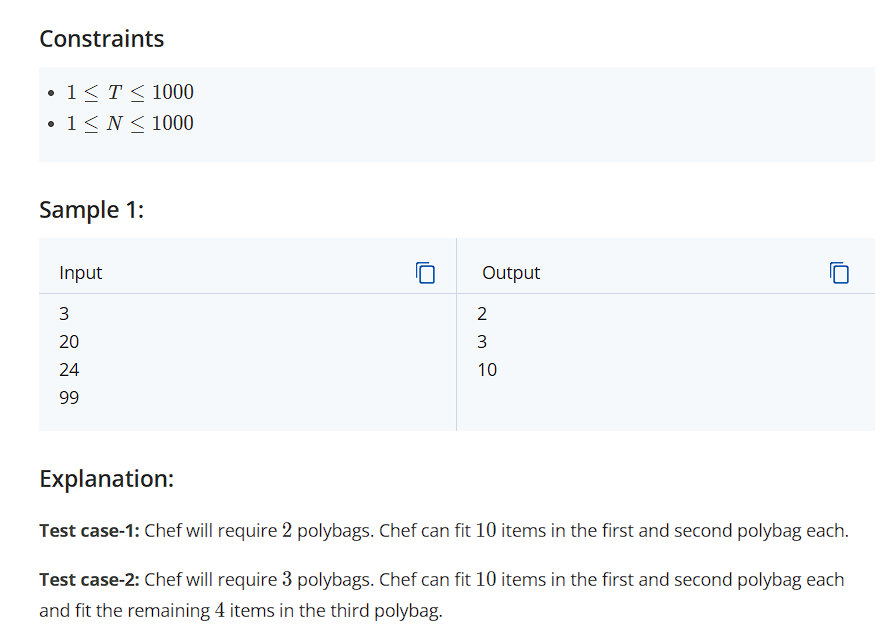 Constraints
• 1 ≤ T ≤ 1000
• 1 ≤ N ≤ 1000
Sample 1:
Input Output
3 2
20 3
24 10
99
Explanation:
Test case-1: Chef will require 2 polybags. Chef can fit 10 items in the first and second polybag each.
Test case-2: Chef will require 3 polybags. Chef can fit 10 items in the first and second polybag each
and fit the remaining 4 items in the third polybag.